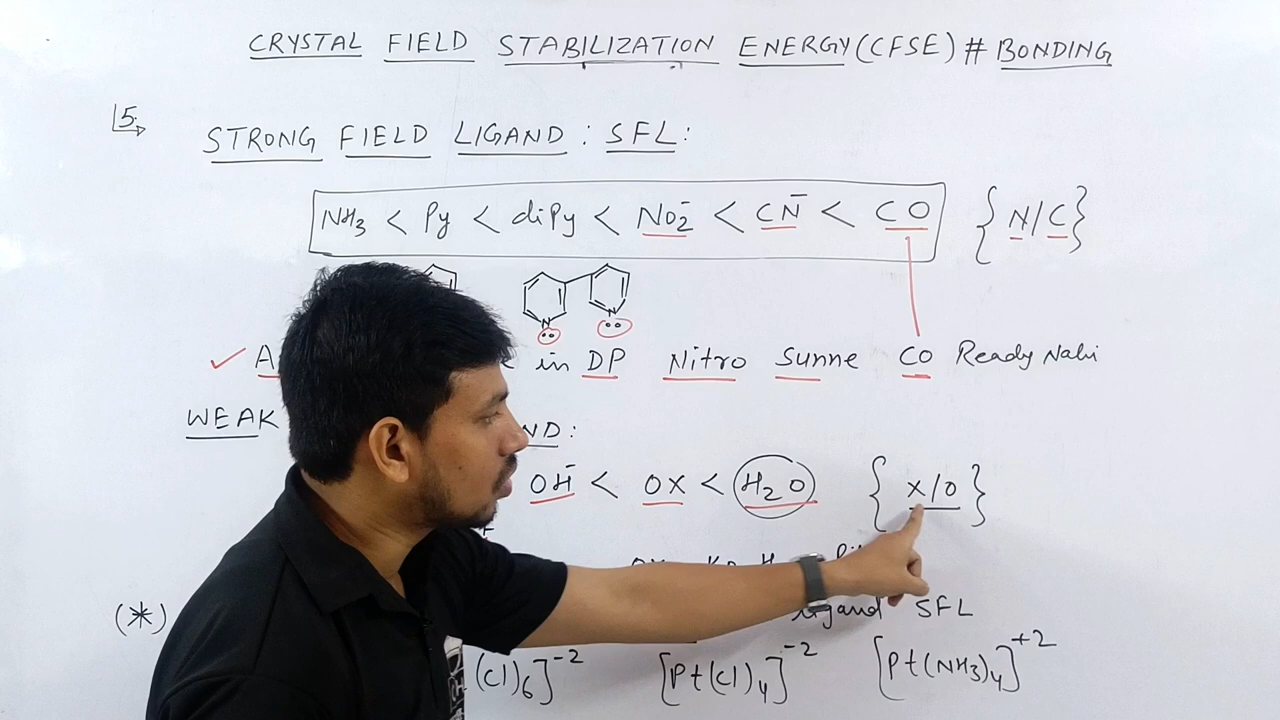 CRYSTAL FIELD STABILIZATION ENERGY (CFSE) # BONDING
5.
STRONG FIELD LIGAND : SFL :
NH3 < Py < diPy < NO2⁻ < CN⁻ < CO { N/C }
N N
A in DP Nitro Sunne CO Ready Nahi
WEAK ND:
OH⁻ < OX < H2O { X/O }
SFL
(*)
(Cl)6]⁻² [Pt(Cl)4]⁻² [Pt(NH3)4]⁺²